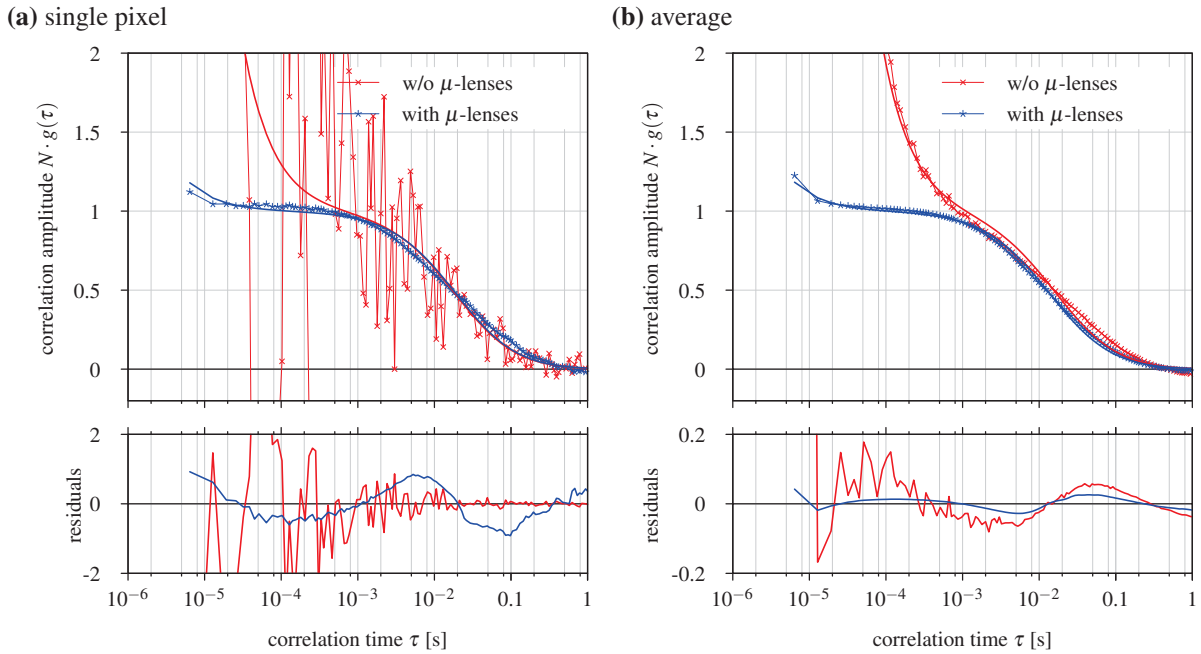 (a) single pixel
correlation amplitude N · g(τ)
2
1.5
1
0.5
0
w/o μ-lenses
with μ-lenses
residuals
2
0
-2
10⁻⁶ 10⁻⁵ 10⁻⁴ 10⁻³ 10⁻² 0.1 1
correlation time τ [s]
(b) average
correlation amplitude N · g(τ)
2
1.5
1
0.5
0
w/o μ-lenses
with μ-lenses
residuals
0.2
0
-0.2
10⁻⁶ 10⁻⁵ 10⁻⁴ 10⁻³ 10⁻² 0.1 1
correlation time τ [s]